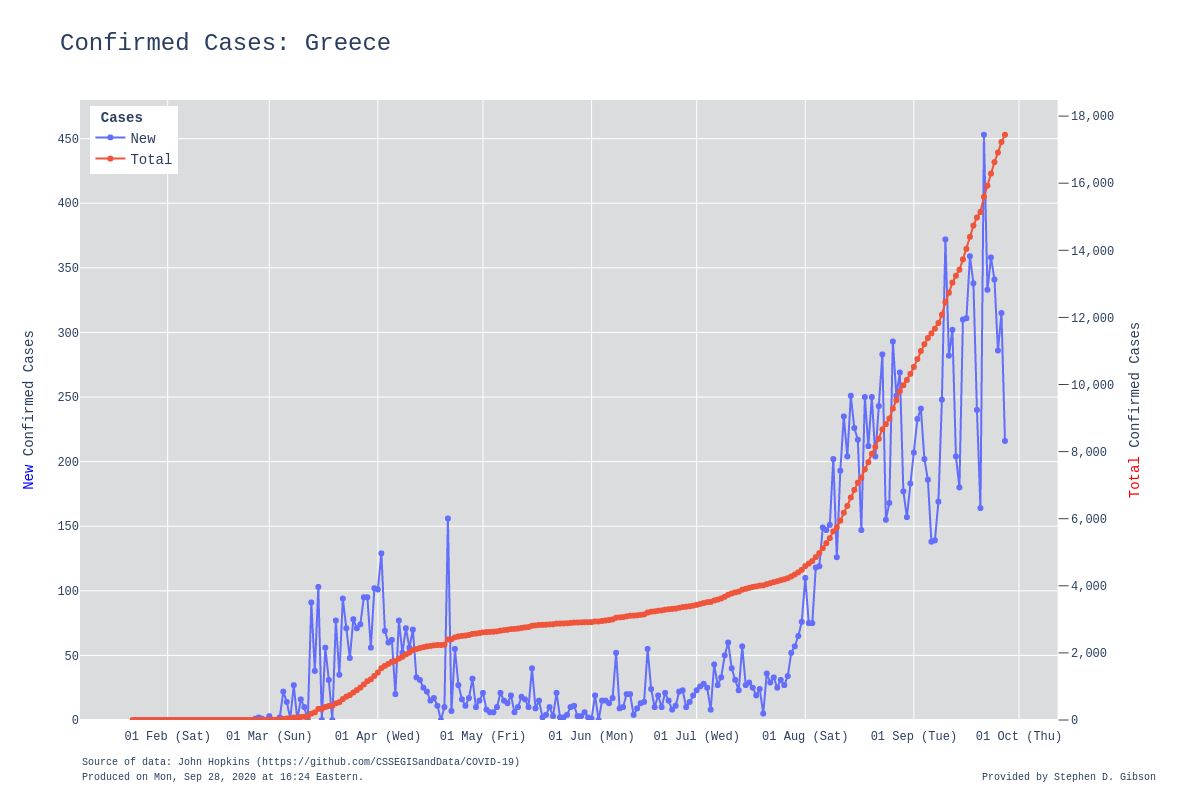 Confirmed Cases: Greece
Cases
New
Total
450
400
350
300
250
200
150
100
50
0
18,000
16,000
14,000
12,000
10,000
8,000
6,000
4,000
2,000
0
New Confirmed Cases
Total Confirmed Cases
01 Feb (Sat) 01 Mar (Sun) 01 Apr (Wed) 01 May (Fri) 01 Jun (Mon) 01 Jul (Wed) 01 Aug (Sat) 01 Sep (Tue) 01 Oct (Thu)
Source of data: John Hopkins (https://github.com/CSSEGISandData/COVID-19)
Produced on Mon, Sep 28, 2020 at 16:24 Eastern.
Provided by Stephen D. Gibson